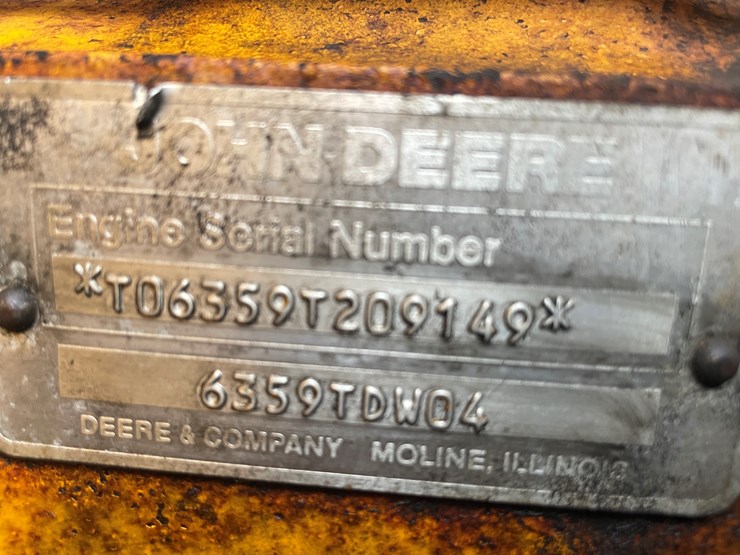 JOHN DEERE
Engine Serial Number
*T06359T209149*
6359TDW04
DEERE & COMPANY MOLINE, ILLINOIS